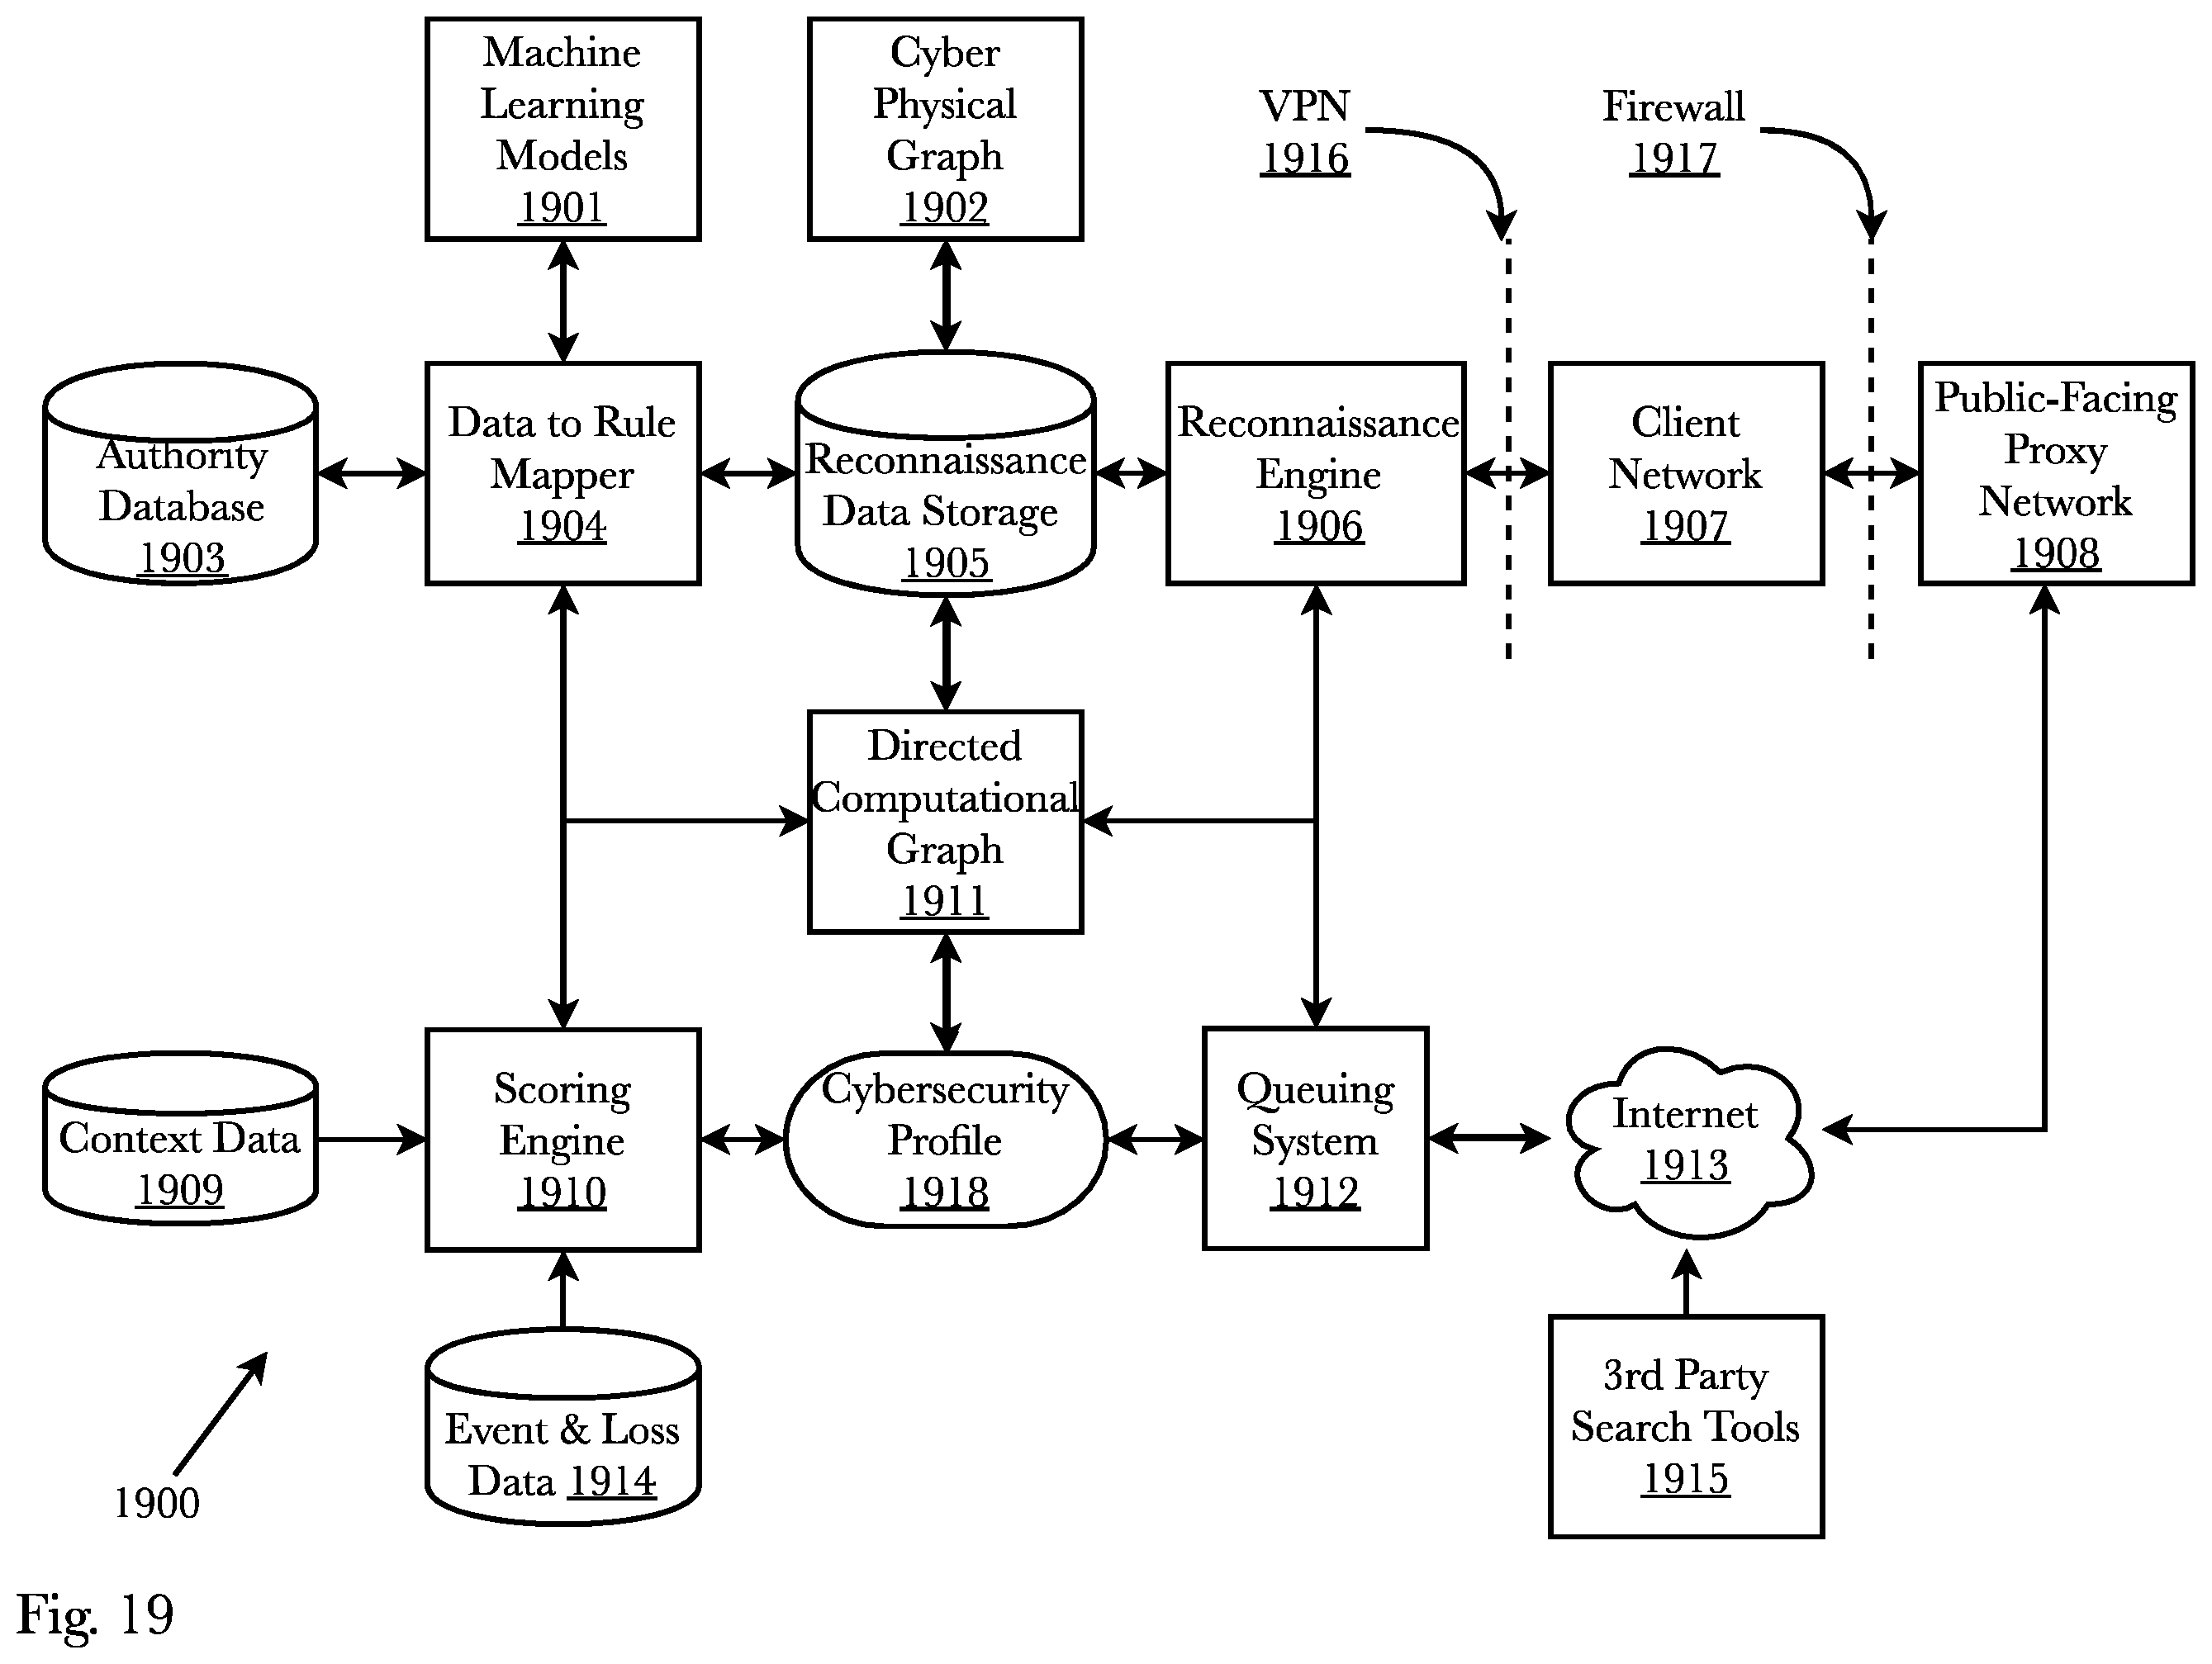 Machine
Learning
Models
1901
Cyber
Physical
Graph
1902
VPN
1916
Firewall
1917
Authority
Database
1903
Data to Rule
Mapper
1904
Reconnaissance
Data Storage
1905
Reconnaissance
Engine
1906
Client
Network
1907
Public-Facing
Proxy
Network
1908
Directed
Computational
Graph
1911
Context Data
1909
Scoring
Engine
1910
Cybersecurity
Profile
1918
Queuing
System
1912
Internet
1913
Event & Loss
Data 1914
3rd Party
Search Tools
1915
1900
Fig. 19